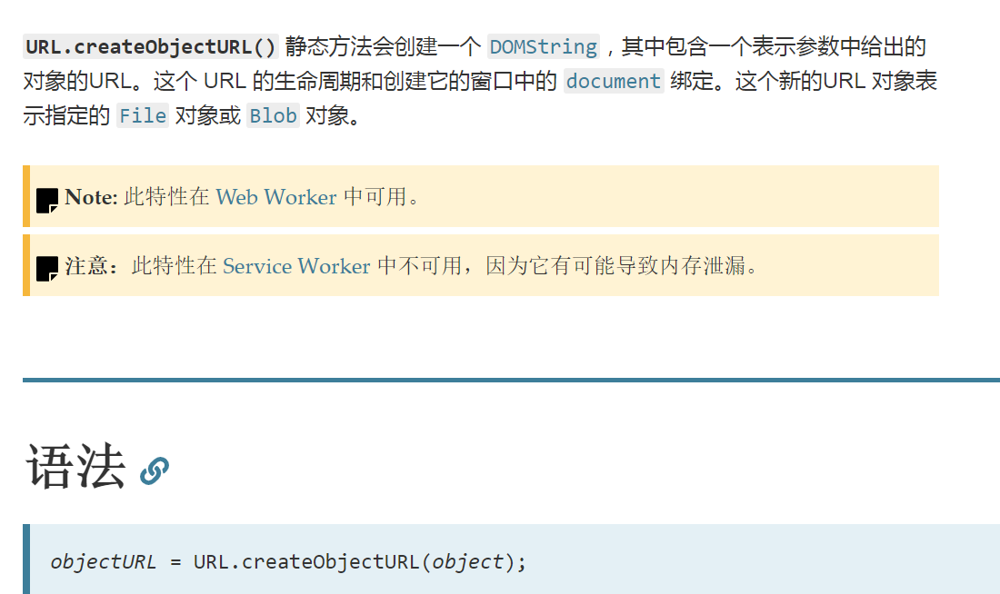 URL.createObjectURL() 静态方法会创建一个 DOMString，其中包含一个表示参数中给出的
对象的URL。这个 URL 的生命周期和创建它的窗口中的 document 绑定。这个新的URL 对象表
示指定的 File 对象或 Blob 对象。
Note: 此特性在 Web Worker 中可用。
注意：此特性在 Service Worker 中不可用，因为它有可能导致内存泄漏。
语法
objectURL = URL.createObjectURL(object);